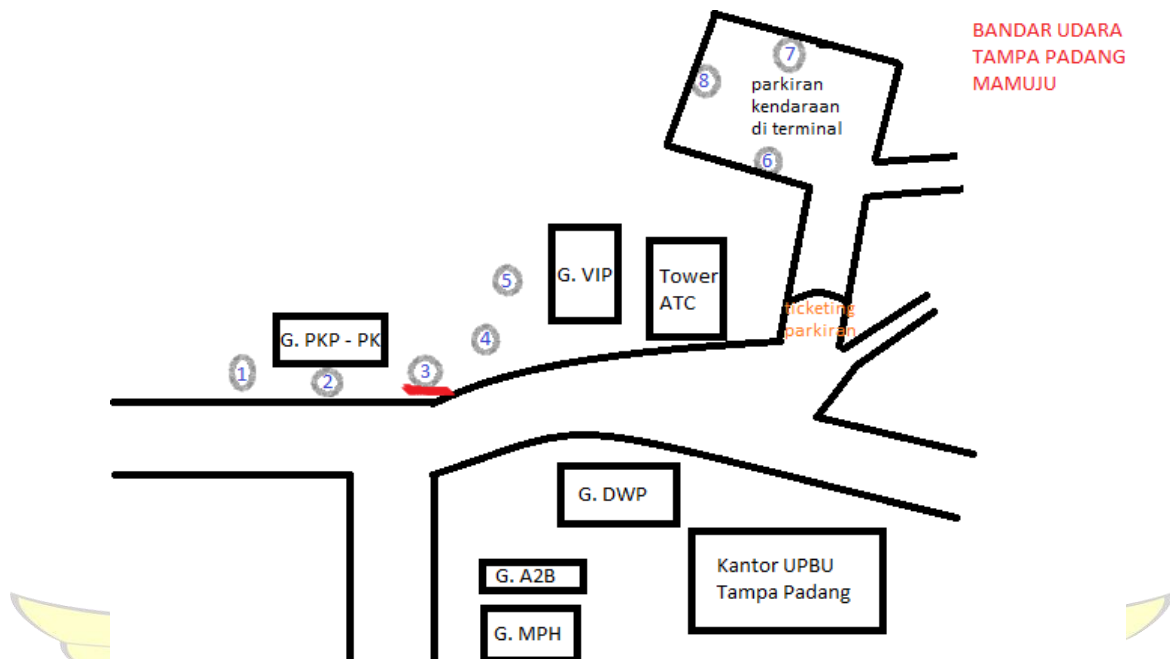 BANDAR UDARA
TAMPA PADANG
MAMUJU
7
8
parkiran
kendaraan
di terminal
6
G. VIP
Tower
ATC
5
ticketing
parkiran
4
G. PKP - PK
1
2
3
G. DWP
G. A2B
Kantor UPBU
Tampa Padang
G. MPH